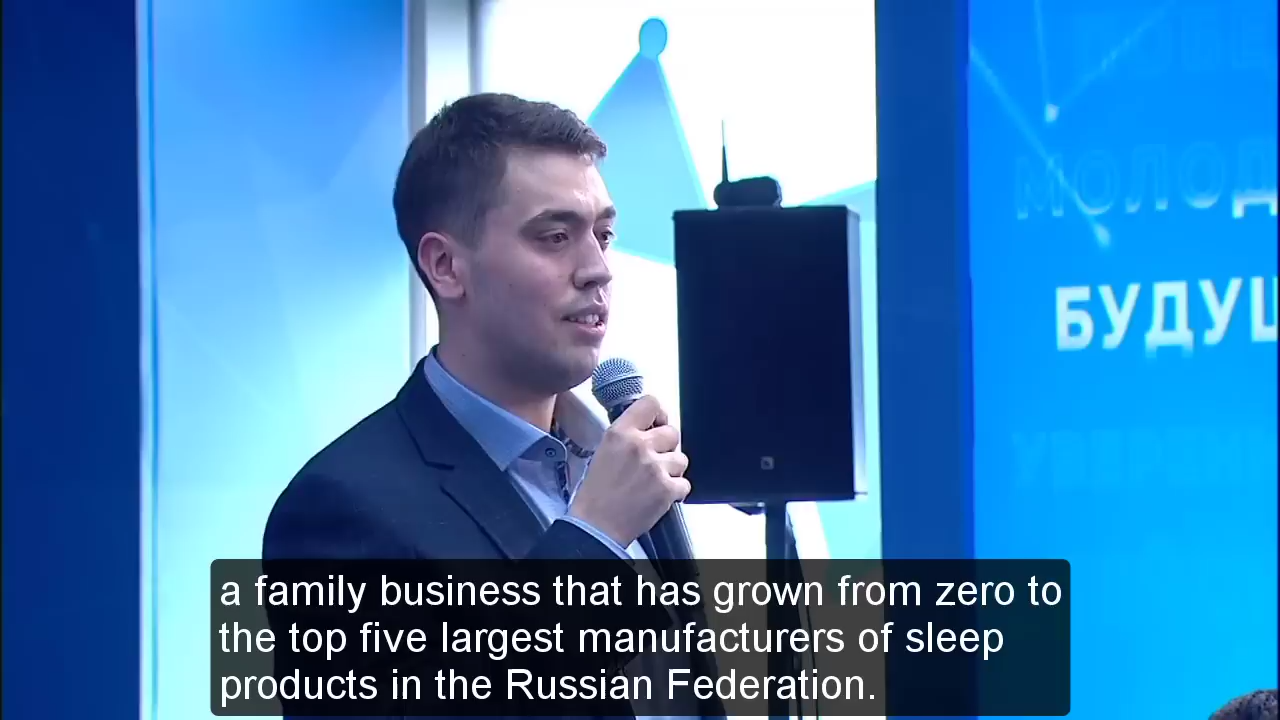 МОЛОД
БУДУЩ
a family business that has grown from zero to
the top five largest manufacturers of sleep
products in the Russian Federation.